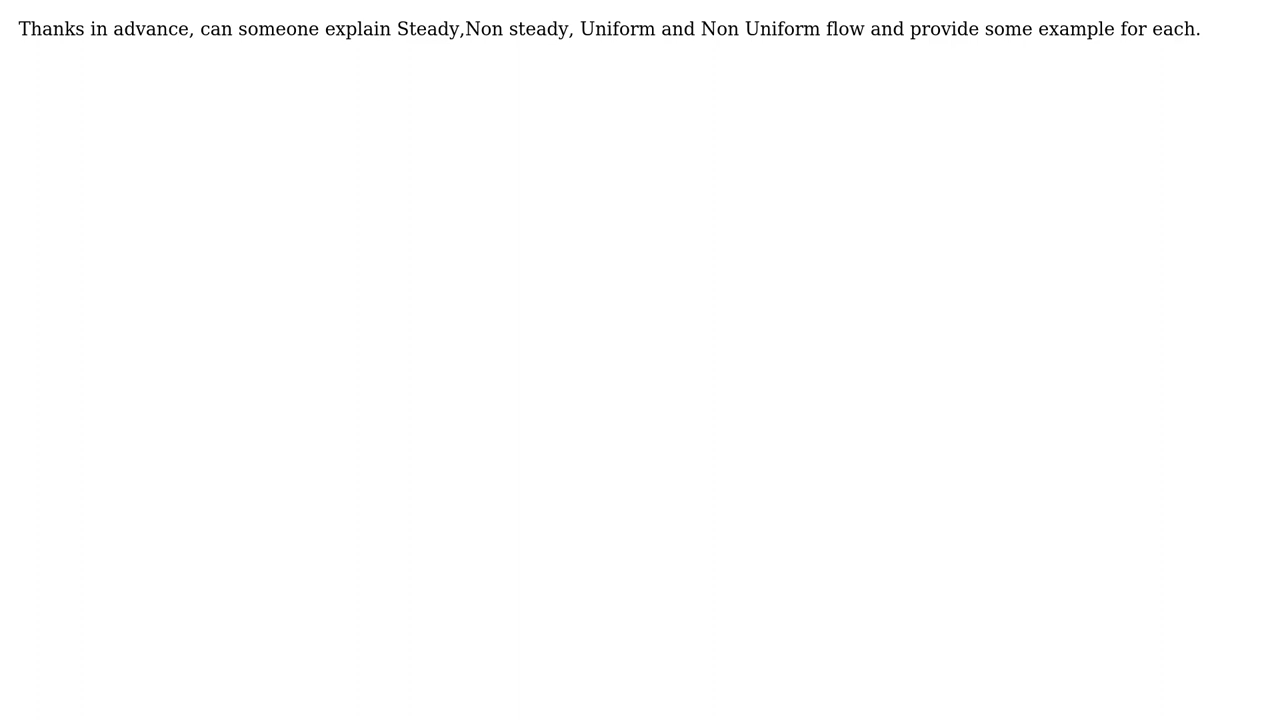 Thanks in advance, can someone explain Steady,Non steady, Uniform and Non Uniform flow and provide some example for each.